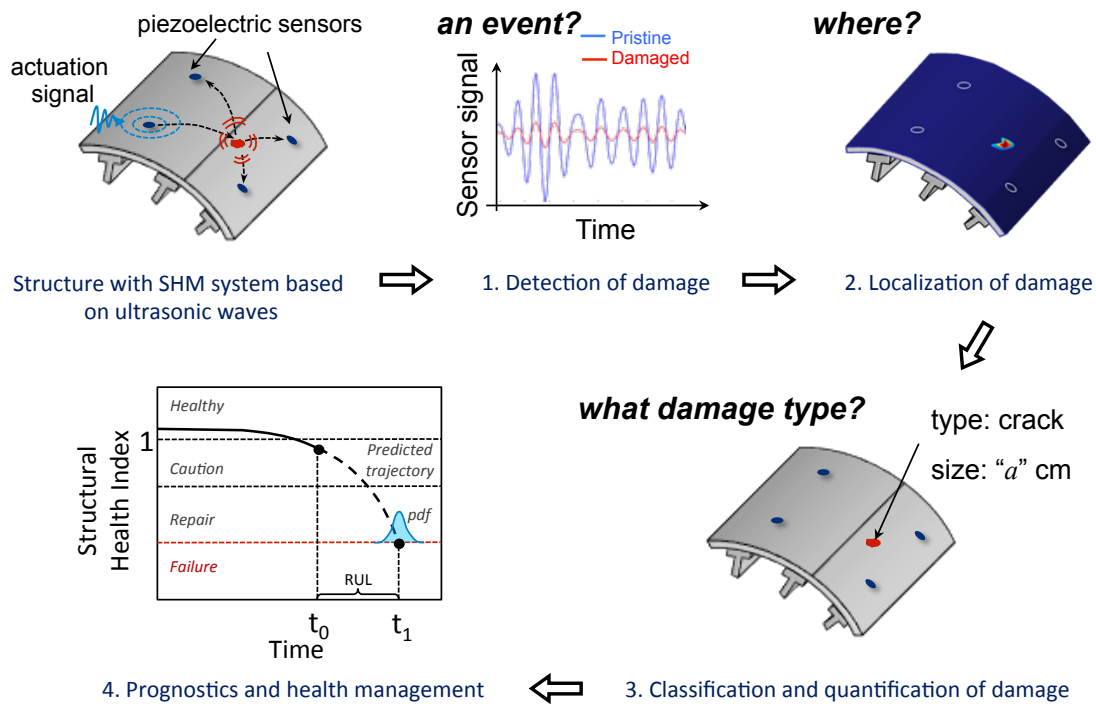 piezoelectric sensors
actuation
signal
Structure with SHM system based
on ultrasonic waves
an event?
Pristine
Damaged
Sensor signal
Time
1. Detection of damage
where?
2. Localization of damage
what damage type?
type: crack
size: “a” cm
3. Classification and quantification of damage
Structural
Health Index
1
Healthy
Caution
Predicted
trajectory
Repair
pdf
Failure
RUL
t0
t1
Time
4. Prognostics and health management